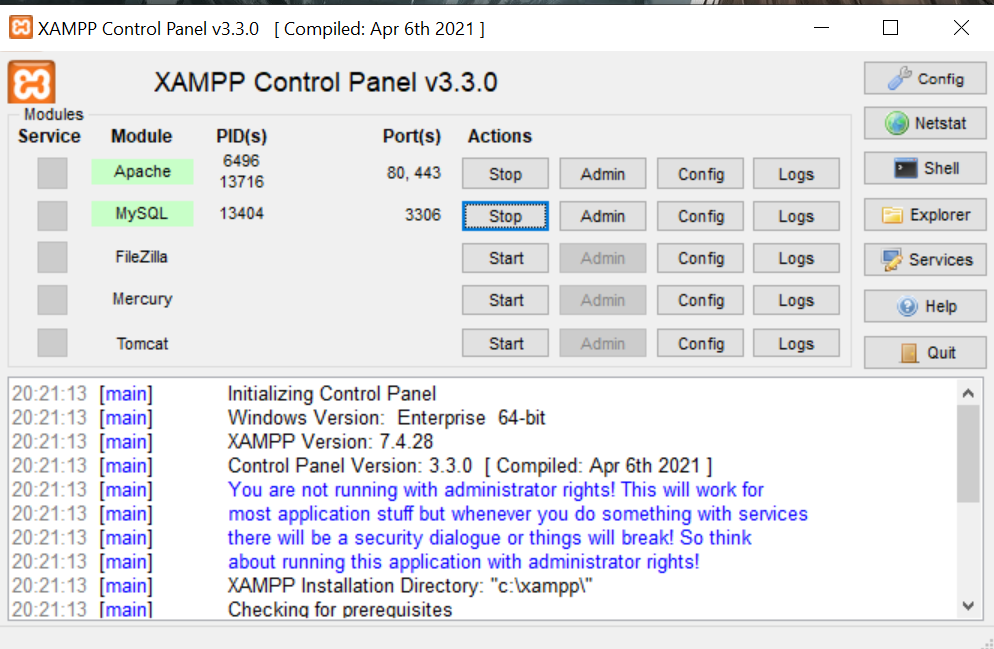 XAMPP Control Panel v3.3.0 [ Compiled: Apr 6th 2021 ]
XAMPP Control Panel v3.3.0
Config
Modules
Service Module PID(s) Port(s) Actions
Netstat
Apache 6496 80, 443 Stop Admin Config Logs
13716
Shell
MySQL 13404 3306 Stop Admin Config Logs
Explorer
FileZilla Start Admin Config Logs
Services
Mercury Start Admin Config Logs
Help
Tomcat Start Admin Config Logs
Quit
20:21:13 [main] Initializing Control Panel
20:21:13 [main] Windows Version: Enterprise 64-bit
20:21:13 [main] XAMPP Version: 7.4.28
20:21:13 [main] Control Panel Version: 3.3.0 [ Compiled: Apr 6th 2021 ]
20:21:13 [main] You are not running with administrator rights! This will work for
20:21:13 [main] most application stuff but whenever you do something with services
20:21:13 [main] there will be a security dialogue or things will break! So think
20:21:13 [main] about running this application with administrator rights!
20:21:13 [main] XAMPP Installation Directory: "c:\xampp\"
20:21:13 [main] Checking for prerequisites